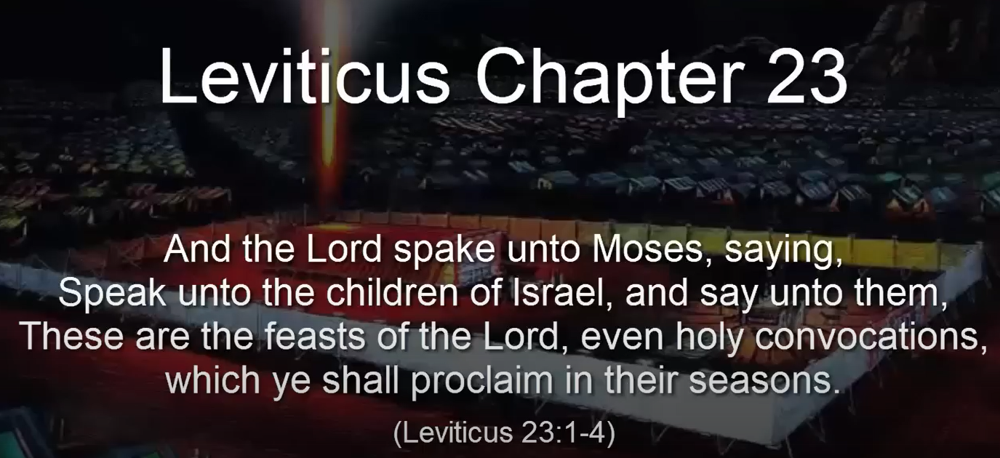 Leviticus Chapter 23
And the Lord spake unto Moses, saying,
Speak unto the children of Israel, and say unto them,
These are the feasts of the Lord, even holy convocations,
which ye shall proclaim in their seasons.
(Leviticus 23:1-4)